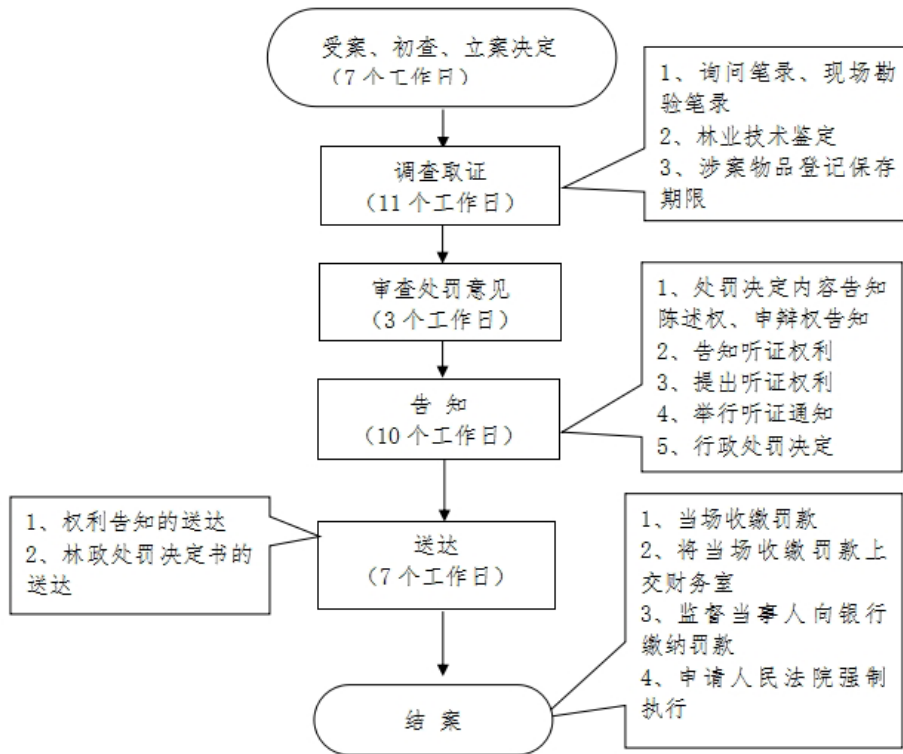 受案、初查、立案决定
（7个工作日）
1、询问笔录、现场勘
验笔录
2、林业技术鉴定
3、涉案物品登记保存
期限
调查取证
（11个工作日）
审查处罚意见
（3个工作日）
1、处罚决定内容告知
陈述权、申辩权告知
2、告知听证权利
3、提出听证权利
4、举行听证通知
5、行政处罚决定
告 知
（10个工作日）
1、权利告知的送达
2、林政处罚决定书的
送达
送达
（7个工作日）
1、当场收缴罚款
2、将当场收缴罚款上
交财务室
3、监督当事人向银行
缴纳罚款
4、申请人民法院强制
执行
结 案